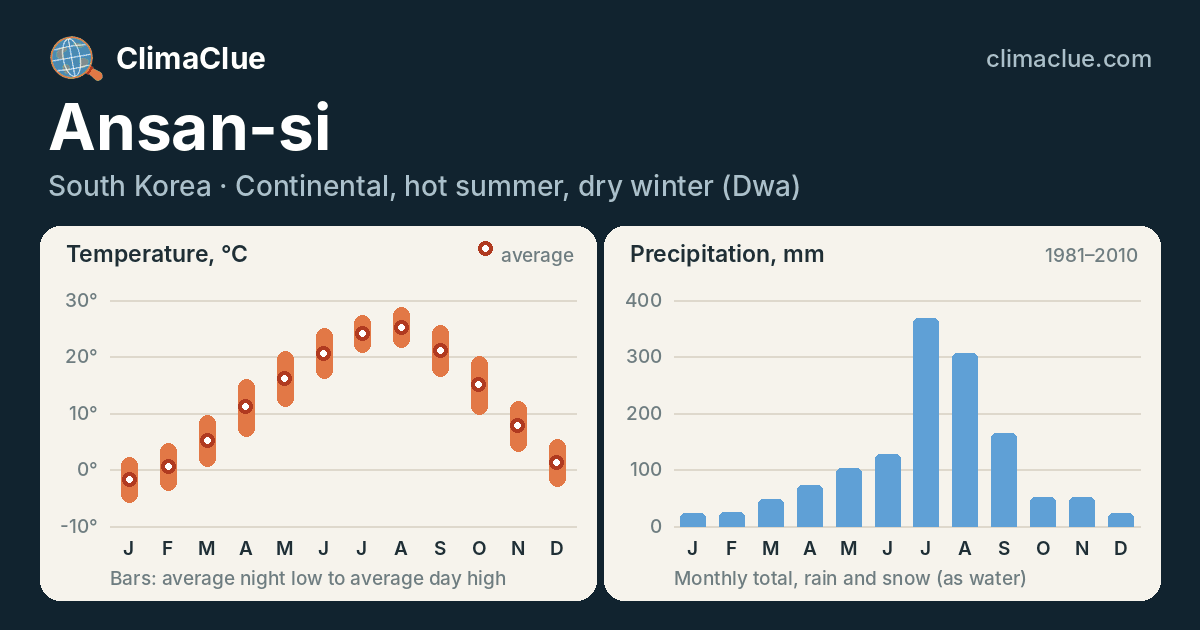 ClimaClue
climaclue.com
Ansan-si
South Korea · Continental, hot summer, dry winter (Dwa)
Temperature, °C
average
30°
20°
10°
0°
-10°
J F M A M J J A S O N D
Bars: average night low to average day high
Precipitation, mm
1981–2010
400
300
200
100
0
J F M A M J J A S O N D
Monthly total, rain and snow (as water)